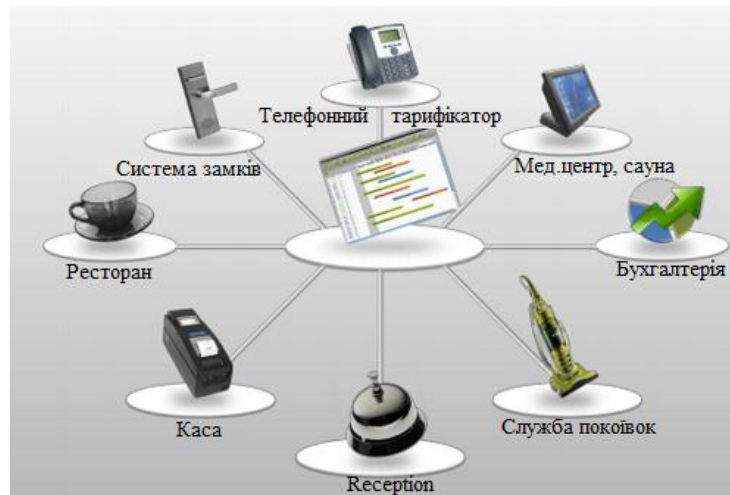 Телефонний тарифікатор
Система замків
Мед.центр, сауна
Ресторан
Бухгалтерія
Каса
Служба покоївок
Reception